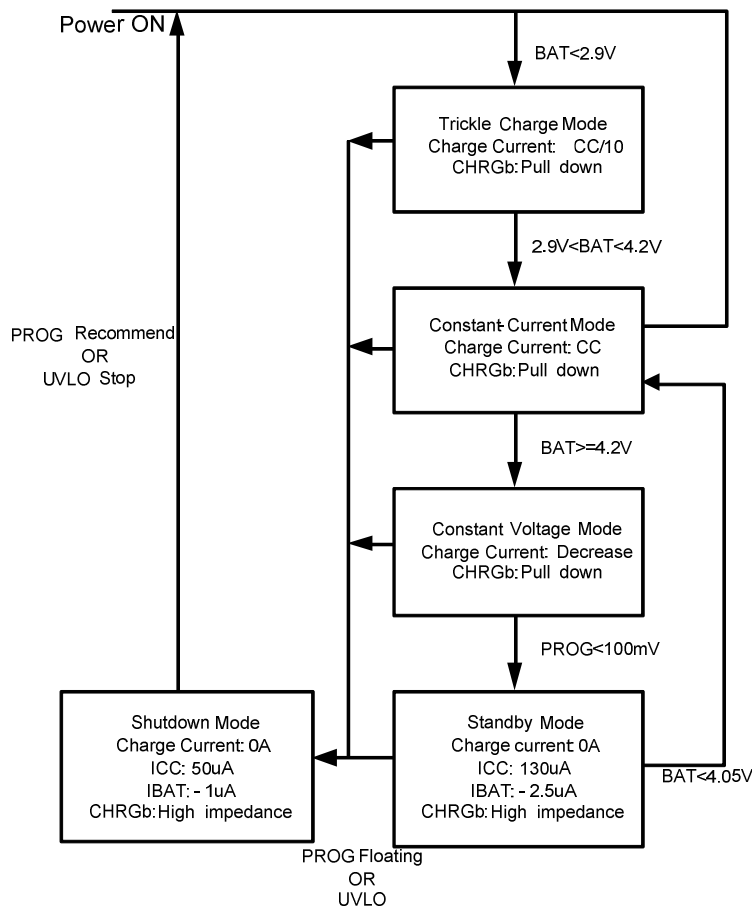 Power ON
BAT<2.9V
Trickle Charge Mode
Charge Current: CC/10
CHRGb:Pull down
2.9V<BAT<4.2V
Constant-Current Mode
Charge Current: CC
CHRGb:Pull down
PROG Recommend
OR
UVLO Stop
BAT>=4.2V
Constant Voltage Mode
Charge Current: Decrease
CHRGb:Pull down
PROG<100mV
Shutdown Mode
Charge Current: 0A
ICC: 50uA
IBAT: -1uA
CHRGb:High impedance
Standby Mode
Charge current: 0A
ICC: 130uA
IBAT: -2.5uA
CHRGb:High impedance
BAT<4.05V
PROG Floating
OR
UVLO